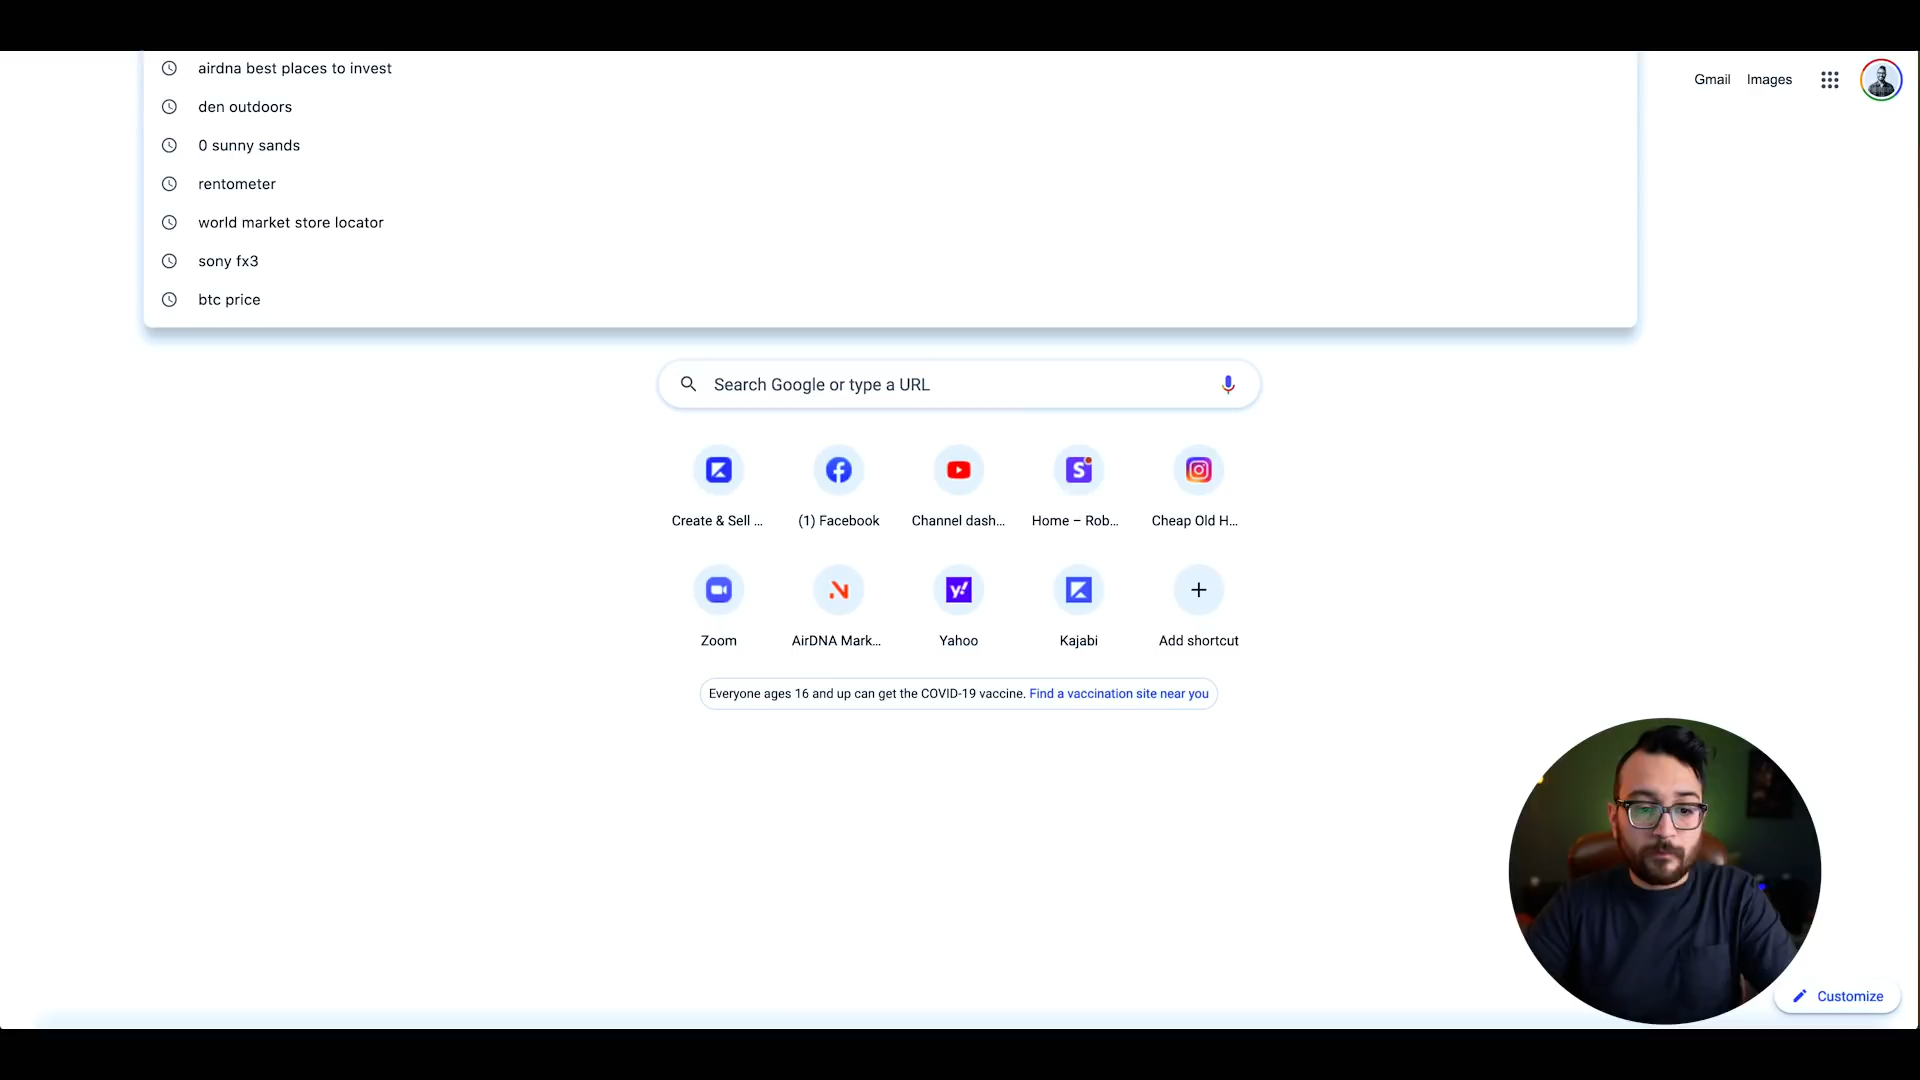 airdna best places to invest
Gmail Images
den outdoors
0 sunny sands
rentometer
world market store locator
sony fx3
btc price
Search Google or type a URL
Create & Sell ... (1) Facebook Channel dash... Home – Rob... Cheap Old H...
Zoom AirDNA Mark... Yahoo Kajabi Add shortcut
Everyone ages 16 and up can get the COVID-19 vaccine. Find a vaccination site near you
Customize